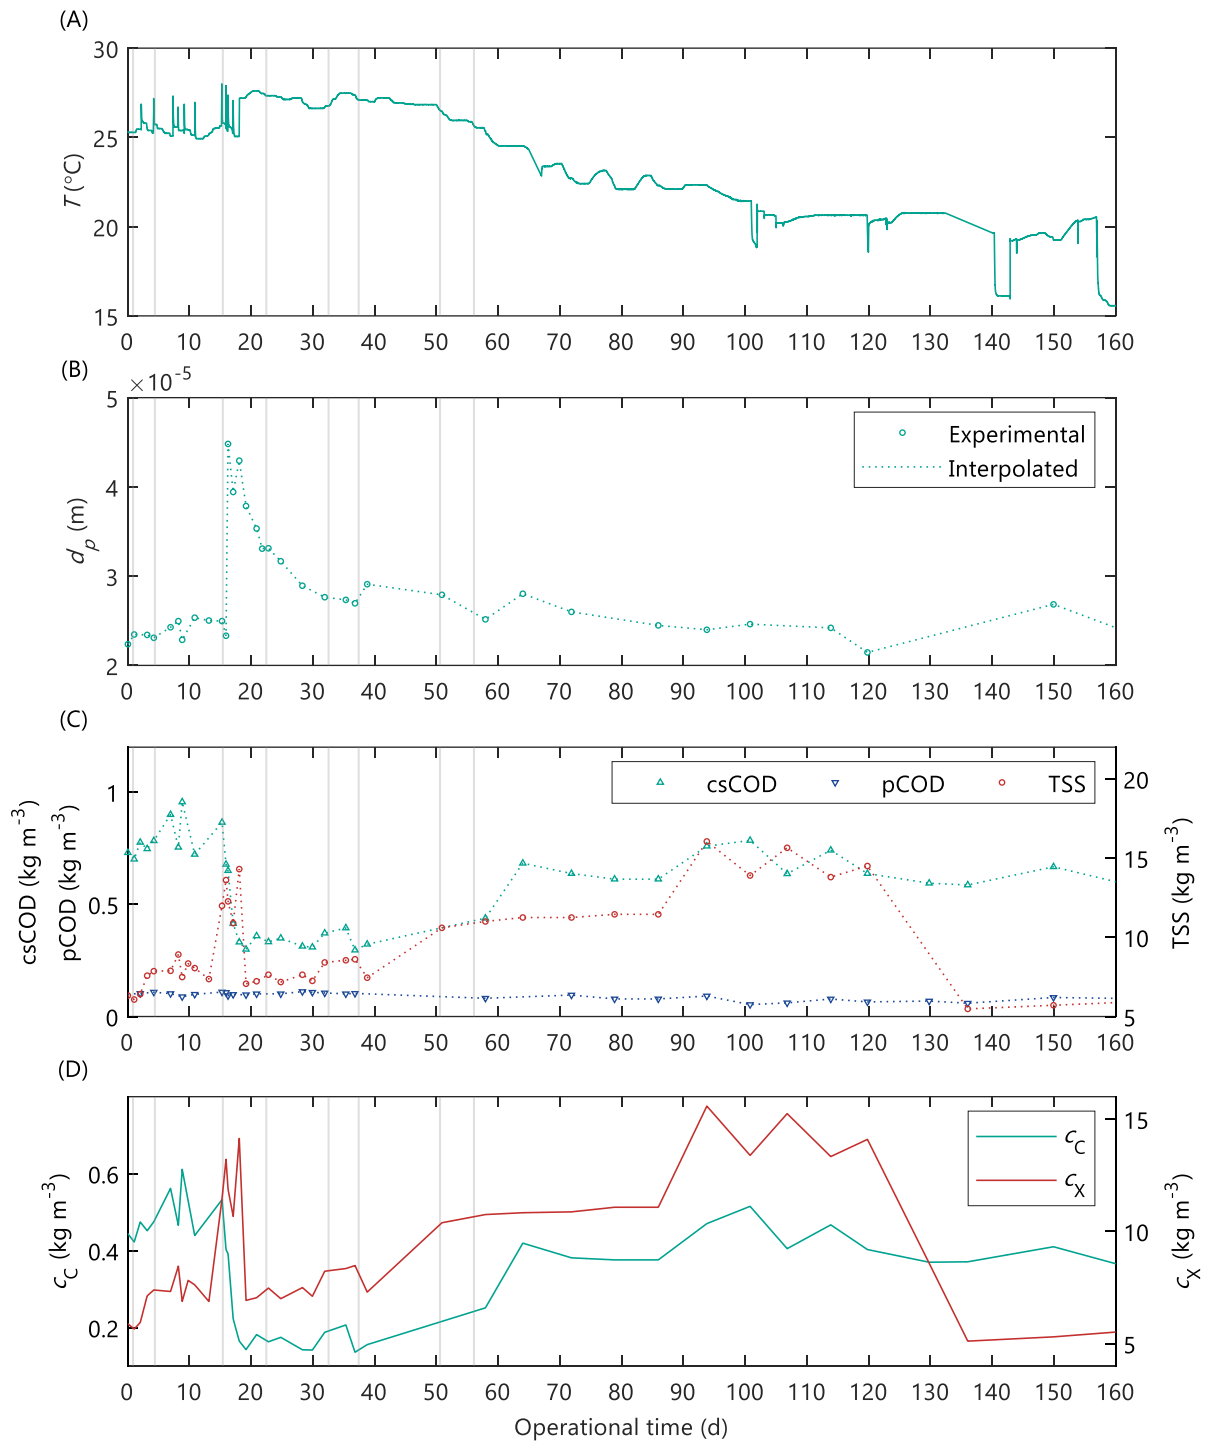 (A)
30
25
20
15
T (°C)
0 10 20 30 40 50 60 70 80 90 100 110 120 130 140 150 160
(B)
×10-5
5
4
3
2
dp (m)
Experimental
Interpolated
0 10 20 30 40 50 60 70 80 90 100 110 120 130 140 150 160
(C)
1
0.5
0
csCOD (kg m-3)
pCOD (kg m-3)
csCOD pCOD TSS
20
15
10
5
TSS (kg m-3)
0 10 20 30 40 50 60 70 80 90 100 110 120 130 140 150 160
(D)
0.6
0.4
0.2
cC (kg m-3)
cC
cX
15
10
5
cX (kg m-3)
0 10 20 30 40 50 60 70 80 90 100 110 120 130 140 150 160
Operational time (d)